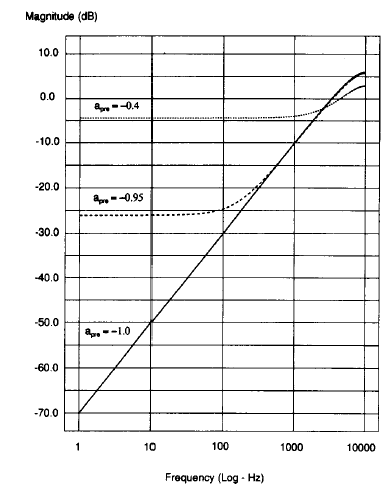 Magnitude (dB)
10.0
0.0
a_pre = -0.4
-10.0
-20.0
a_pre = -0.95
-30.0
-40.0
-50.0
a_pre = -1.0
-60.0
-70.0
1 10 100 1000 10000
Frequency (Log - Hz)